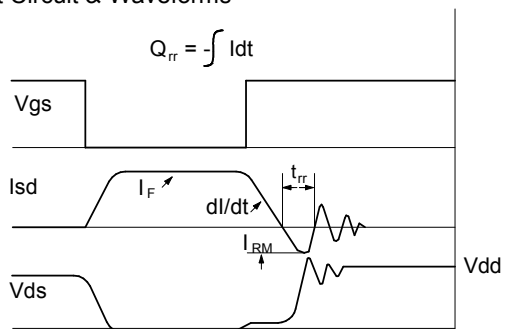 t Circuit & Waveforms
Qrr = -∫ Idt
Vgs
Isd
IF
dI/dt
trr
IRM
Vdd
Vds